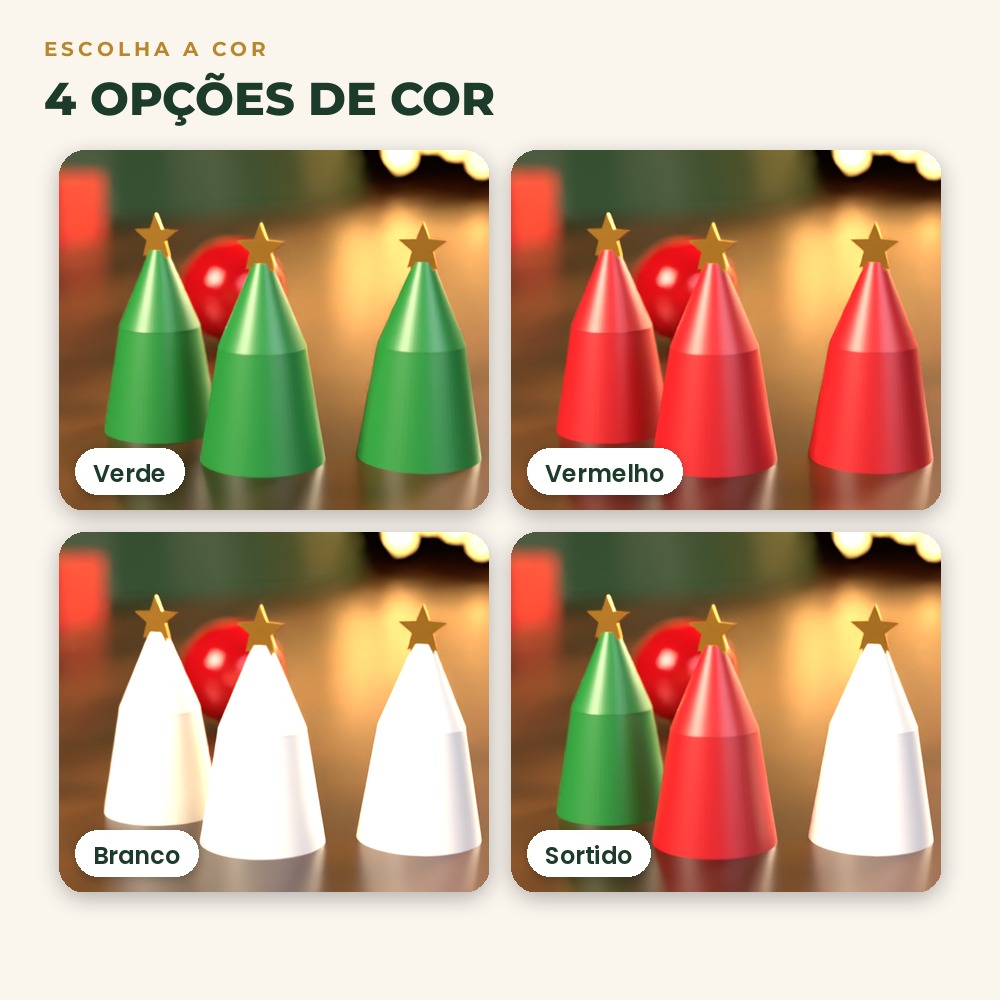 ESCOLHA A COR
4 OPÇÕES DE COR
Verde
Vermelho
Branco
Sortido